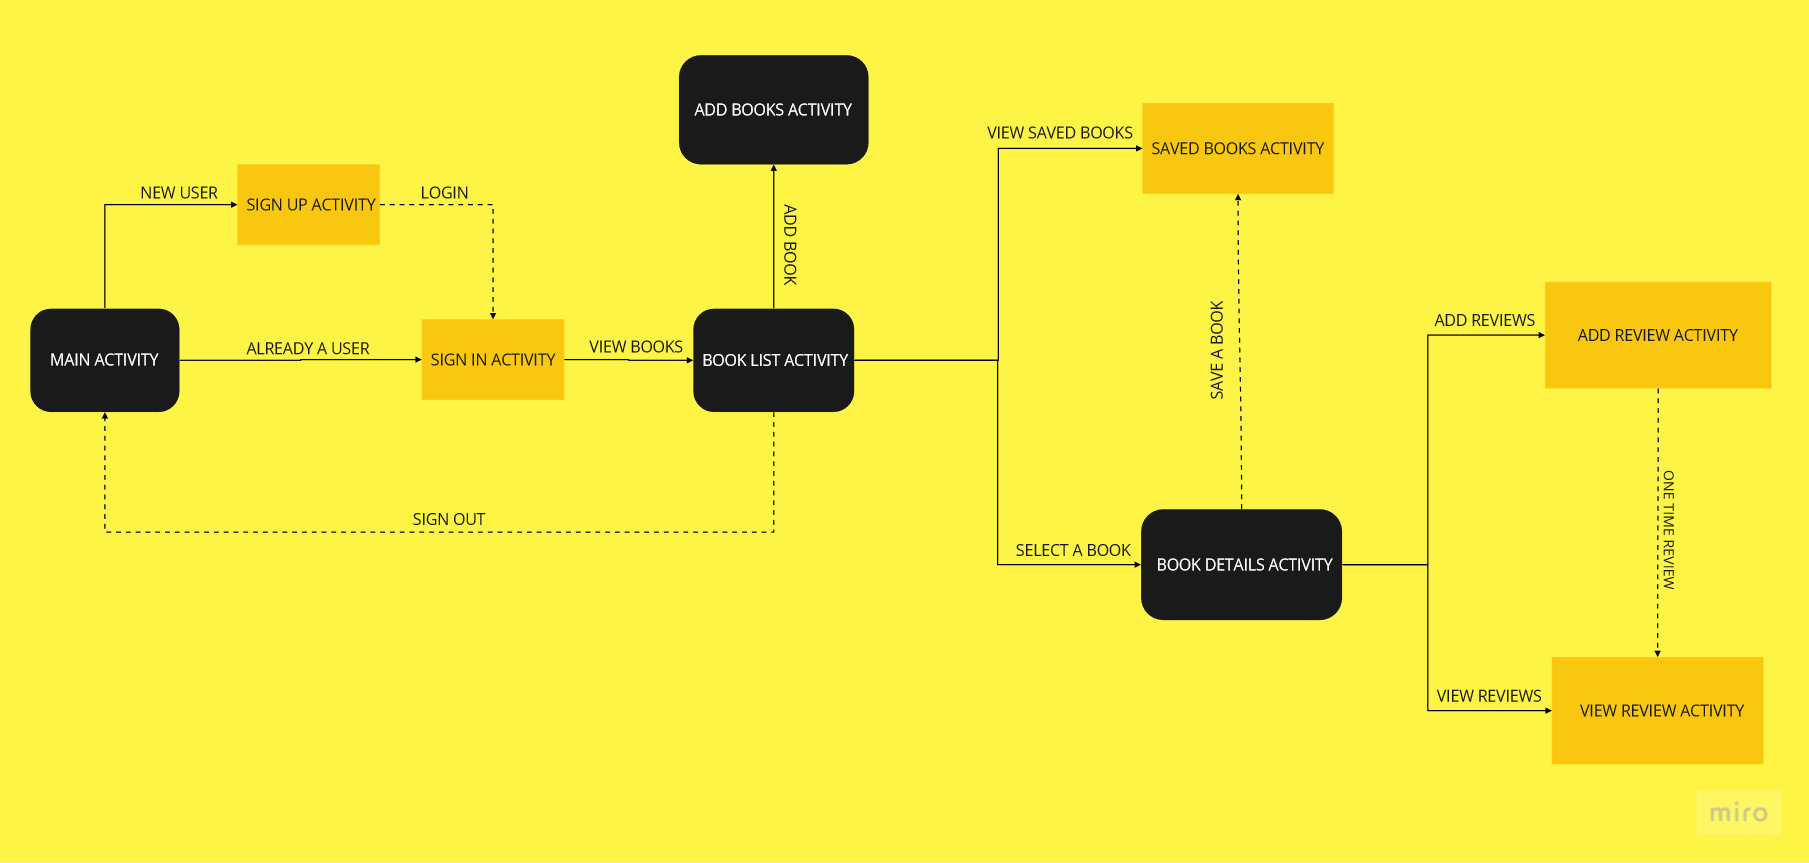 ADD BOOKS ACTIVITY
VIEW SAVED BOOKS
SAVED BOOKS ACTIVITY
NEW USER
SIGN UP ACTIVITY
LOGIN
ADD BOOK
MAIN ACTIVITY
ALREADY A USER
SIGN IN ACTIVITY
VIEW BOOKS
BOOK LIST ACTIVITY
SAVE A BOOK
ADD REVIEWS
ADD REVIEW ACTIVITY
SIGN OUT
SELECT A BOOK
BOOK DETAILS ACTIVITY
ONE TIME REVIEW
VIEW REVIEWS
VIEW REVIEW ACTIVITY
miro